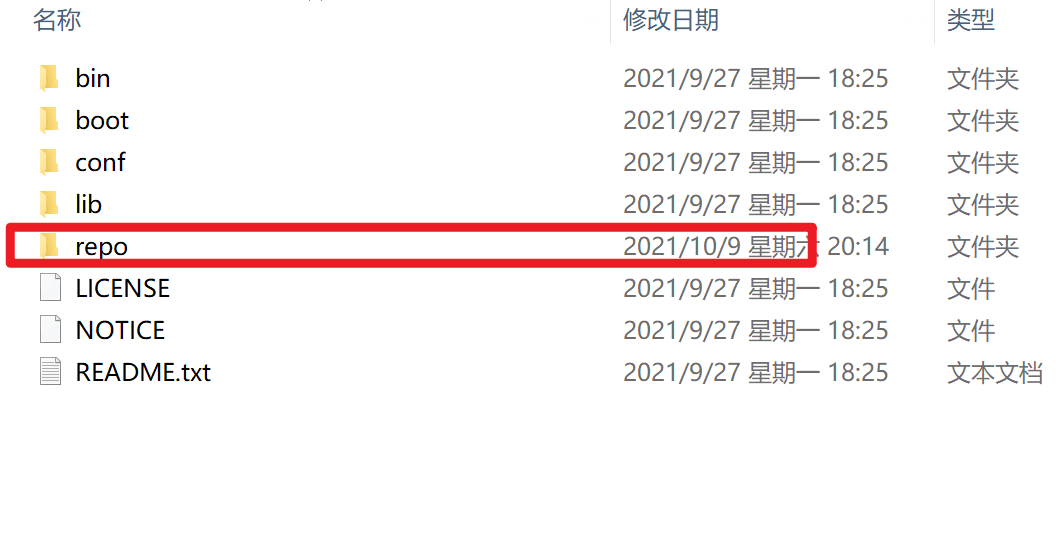 名称 修改日期 类型
bin 2021/9/27 星期一 18:25 文件夹
boot 2021/9/27 星期一 18:25 文件夹
conf 2021/9/27 星期一 18:25 文件夹
lib 2021/9/27 星期一 18:25 文件夹
repo 2021/10/9 星期六 20:14 文件夹
LICENSE 2021/9/27 星期一 18:25 文件
NOTICE 2021/9/27 星期一 18:25 文件
README.txt 2021/9/27 星期一 18:25 文本文档